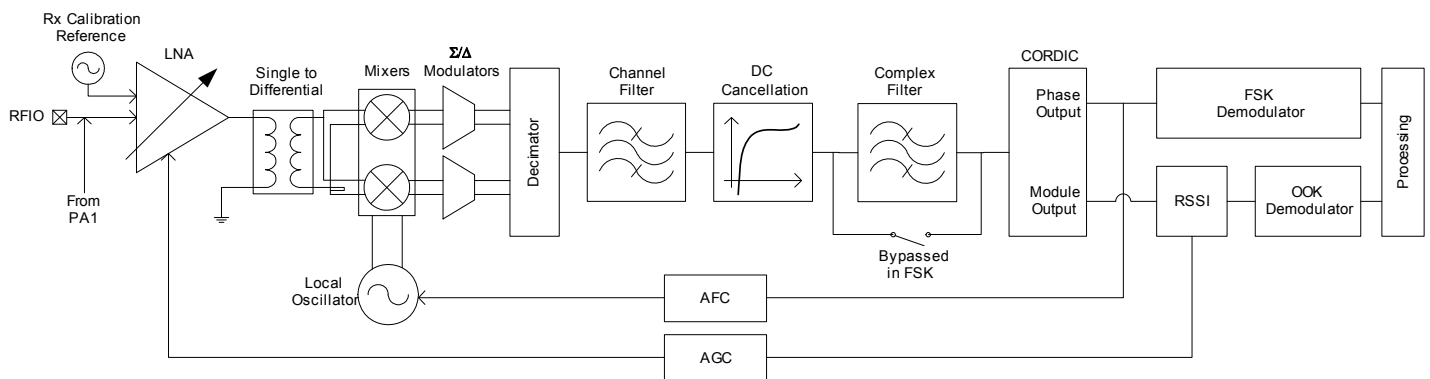 Rx Calibration
Reference
LNA
RFIO
From
PA1
Single to
Differential
Mixers
Σ/Δ
Modulators
Local
Oscillator
Decimator
Channel
Filter
DC
Cancellation
Complex
Filter
Bypassed
in FSK
CORDIC
Phase
Output
Module
Output
FSK
Demodulator
RSSI
OOK
Demodulator
Processing
AFC
AGC